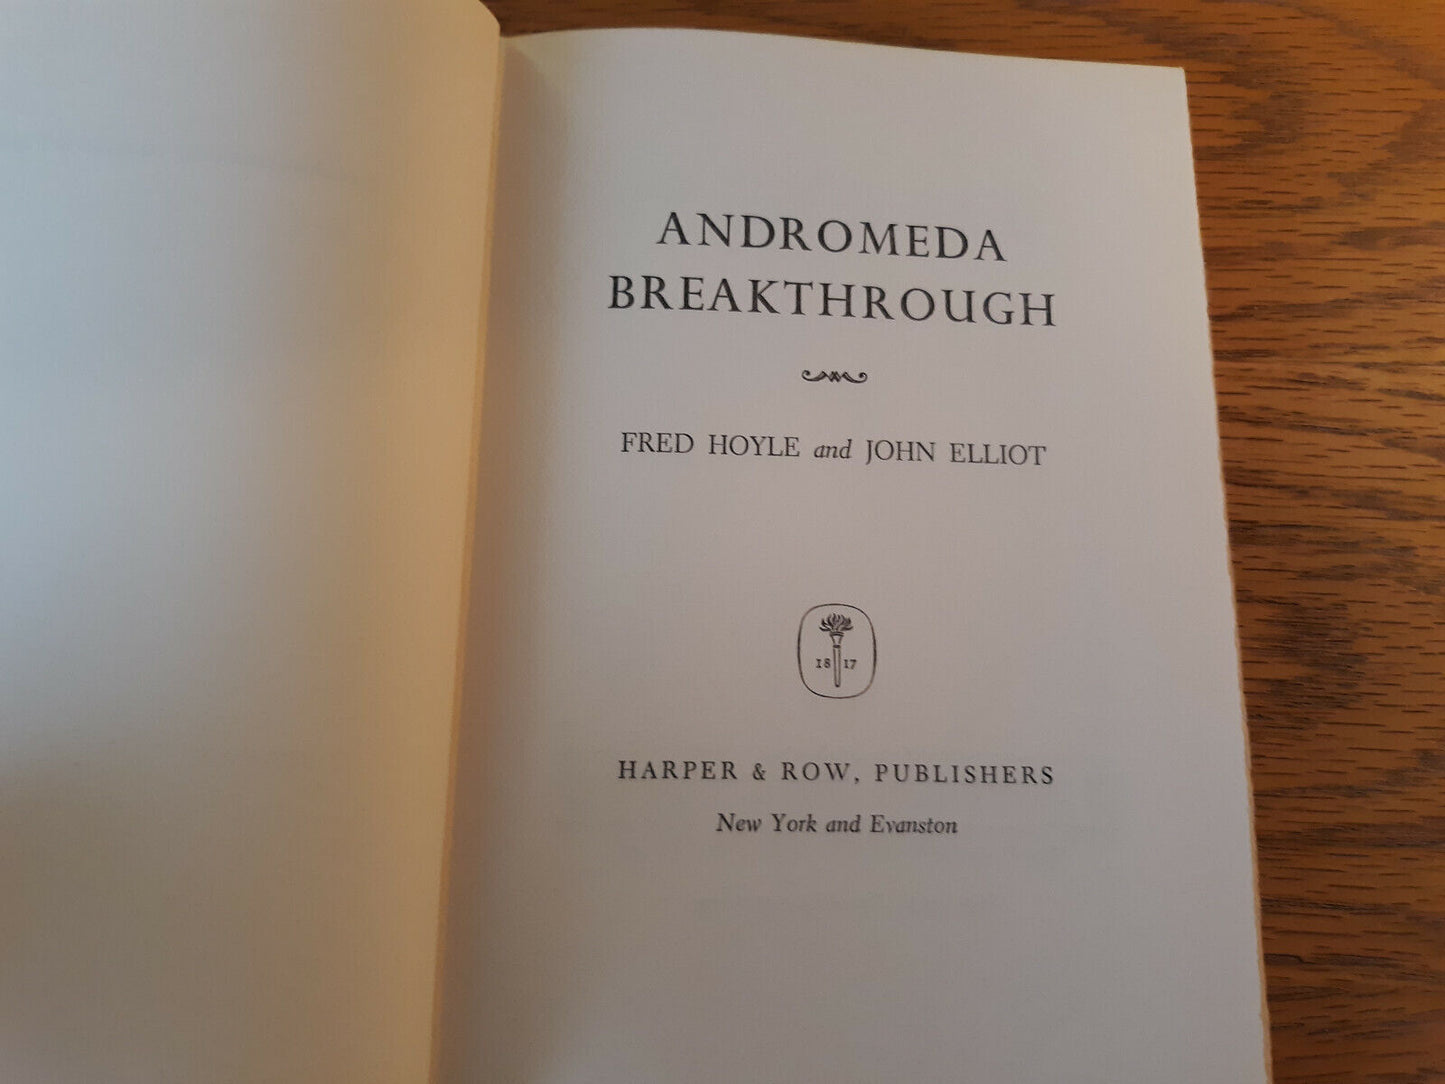 ANDROMEDA
BREAKTHROUGH
FRED HOYLE and JOHN ELLIOT
18 17
HARPER & ROW, PUBLISHERS
New York and Evanston